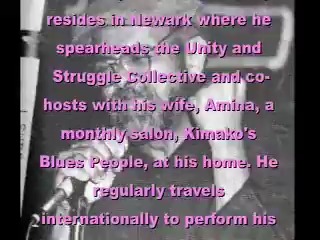 resides in Newark where he
spearheads the Unity and
Struggle Collective and co-
hosts with his wife, Amina, a
monthly salon, Kimako's
Blues People, at his home. He
regularly travels
internationally to perform his